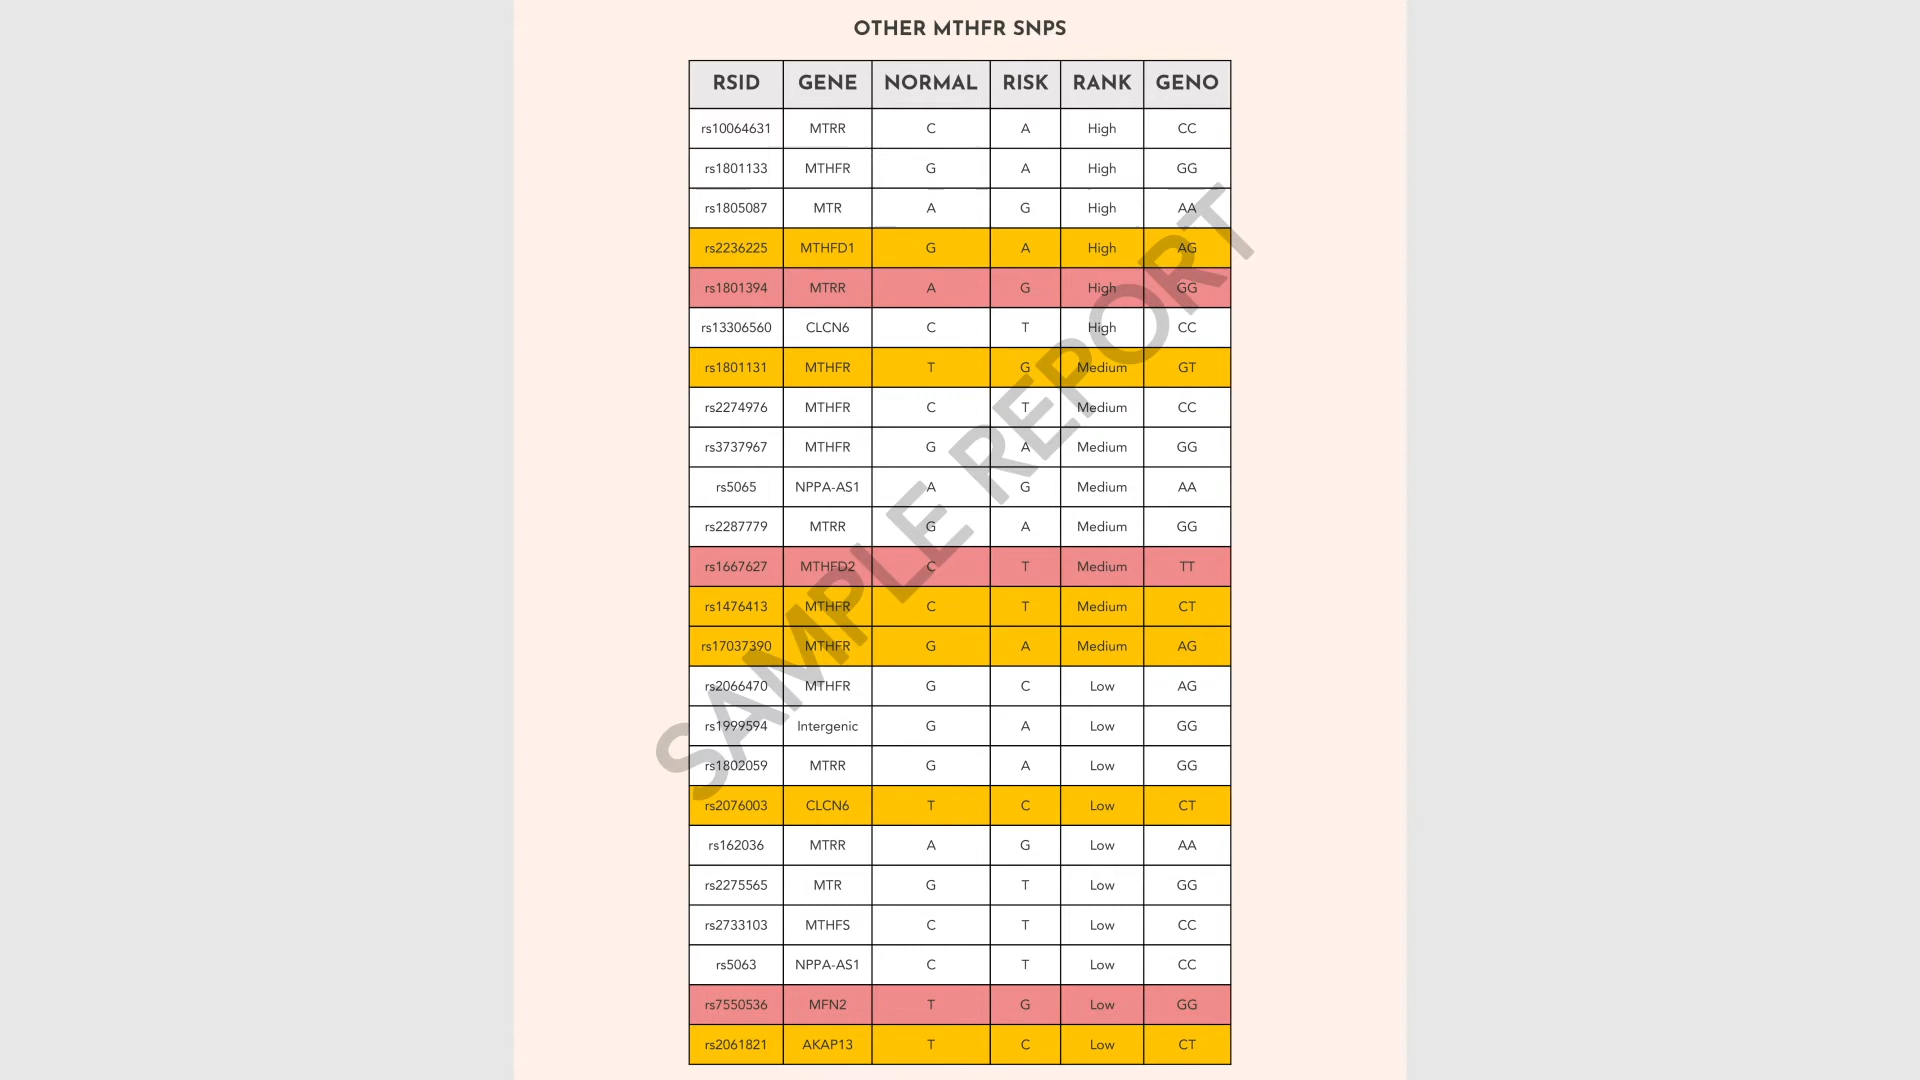 OTHER MTHFR SNPS
RSID GENE NORMAL RISK RANK GENO
rs10064631 MTRR C A High CC
rs1801133 MTHFR G A High GG
rs1805087 MTR A G High AA
rs2236225 MTHFD1 G A High AG
rs1801394 MTRR A G High GG
rs13306560 CLCN6 C T High CC
rs1801131 MTHFR T G Medium GT
rs2274976 MTHFR C T Medium CC
rs3737967 MTHFR G A Medium GG
rs5065 NPPA-AS1 A G Medium AA
rs2287779 MTRR G A Medium GG
rs1667627 MTHFD2 C T Medium TT
rs1476413 MTHFR C T Medium CT
rs17037390 MTHFR G A Medium AG
rs2066470 MTHFR G C Low AG
rs1999594 Intergenic G A Low GG
rs1802059 MTRR G A Low GG
rs2076003 CLCN6 T C Low CT
rs162036 MTRR A G Low AA
rs2275565 MTR G T Low GG
rs2733103 MTHFS C T Low CC
rs5063 NPPA-AS1 C T Low CC
rs7550536 MFN2 T G Low GG
rs2061821 AKAP13 T C Low CT
SAMPLE REPORT